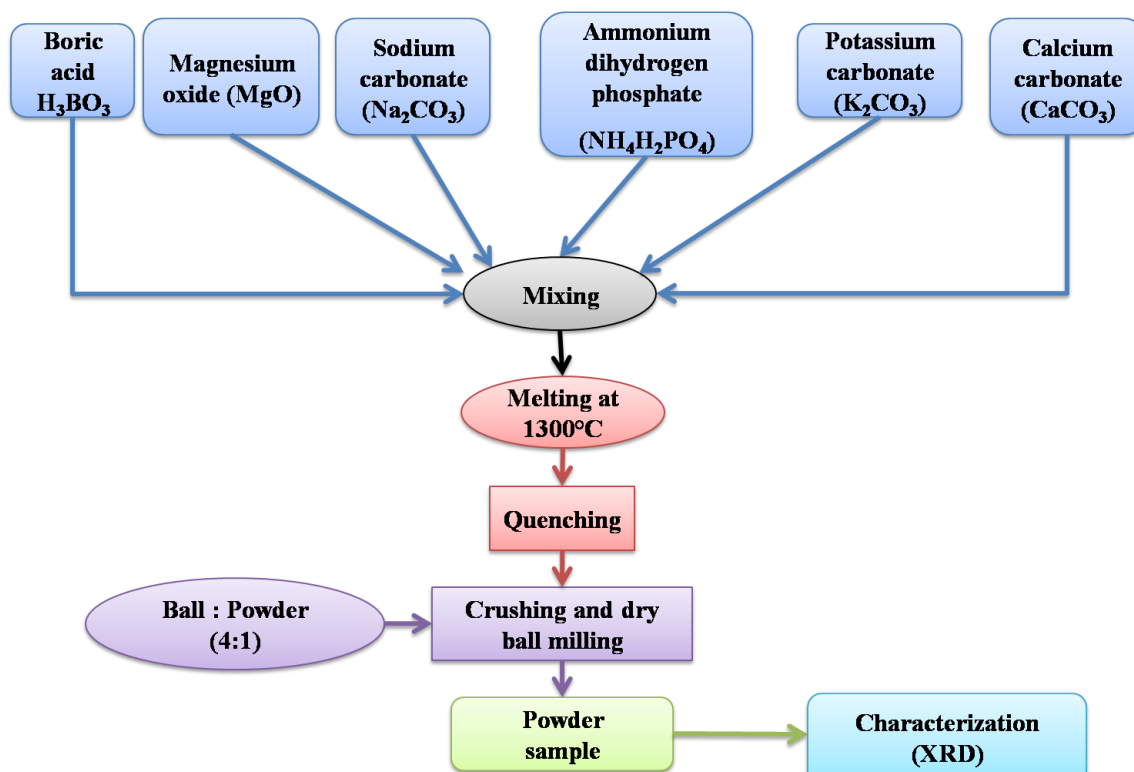 Boric
acid
H₃BO₃
Magnesium
oxide (MgO)
Sodium
carbonate
(Na₂CO₃)
Ammonium
dihydrogen
phosphate
(NH₄H₂PO₄)
Potassium
carbonate
(K₂CO₃)
Calcium
carbonate
(CaCO₃)
Mixing
Melting at
1300°C
Quenching
Ball : Powder
(4:1)
Crushing and dry
ball milling
Powder
sample
Characterization
(XRD)